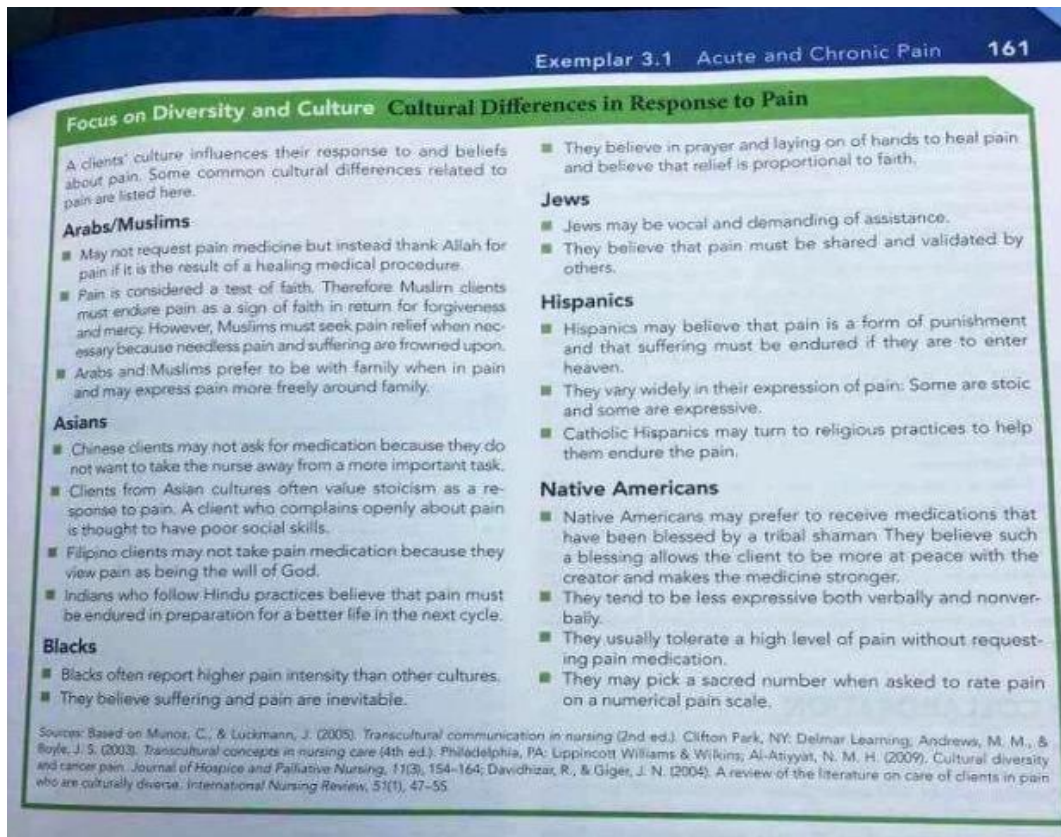 Exemplar 3.1 Acute and Chronic Pain 161
Focus on Diversity and Culture Cultural Differences in Response to Pain
A clients' culture influences their response to and beliefs
about pain. Some common cultural differences related to
pain are listed here.
Arabs/Muslims
■ May not request pain medicine but instead thank Allah for
pain if it is the result of a healing medical procedure.
■ Pain is considered a test of faith. Therefore Muslim clients
must endure pain as a sign of faith in return for forgiveness
and mercy. However, Muslims must seek pain relief when nec-
essary because needless pain and suffering are frowned upon.
■ Arabs and Muslims prefer to be with family when in pain
and may express pain more freely around family.
Asians
■ Chinese clients may not ask for medication because they do
not want to take the nurse away from a more important task.
■ Clients from Asian cultures often value stoicism as a re-
sponse to pain. A client who complains openly about pain
is thought to have poor social skills.
■ Filipino clients may not take pain medication because they
view pain as being the will of God.
■ Indians who follow Hindu practices believe that pain must
be endured in preparation for a better life in the next cycle.
Blacks
■ Blacks often report higher pain intensity than other cultures.
■ They believe suffering and pain are inevitable.
■ They believe in prayer and laying on of hands to heal pain
and believe that relief is proportional to faith.
Jews
■ Jews may be vocal and demanding of assistance.
■ They believe that pain must be shared and validated by
others.
Hispanics
■ Hispanics may believe that pain is a form of punishment
and that suffering must be endured if they are to enter
heaven.
■ They vary widely in their expression of pain: Some are stoic
and some are expressive.
■ Catholic Hispanics may turn to religious practices to help
them endure the pain.
Native Americans
■ Native Americans may prefer to receive medications that
have been blessed by a tribal shaman They believe such
a blessing allows the client to be more at peace with the
creator and makes the medicine stronger.
■ They tend to be less expressive both verbally and nonver-
bally.
■ They usually tolerate a high level of pain without request-
ing pain medication.
■ They may pick a sacred number when asked to rate pain
on a numerical pain scale.
Sources: Based on Munoz, C., & Luckmann, J. (2005). Transcultural communication in nursing (2nd ed.). Clifton Park, NY: Delmar Learning; Andrews, M. M., &
Boyle, J. S. (2003). Transcultural concepts in nursing care (4th ed.). Philadelphia, PA: Lippincott Williams & Wilkins; Al-Atiyyat, N. M. H. (2009). Cultural diversity
and cancer pain. Journal of Hospice and Palliative Nursing, 11(3), 154–164; Davidhizar, R., & Giger, J. N. (2004). A review of the literature on care of clients in pain
who are culturally diverse. International Nursing Review, 51(1), 47–55.